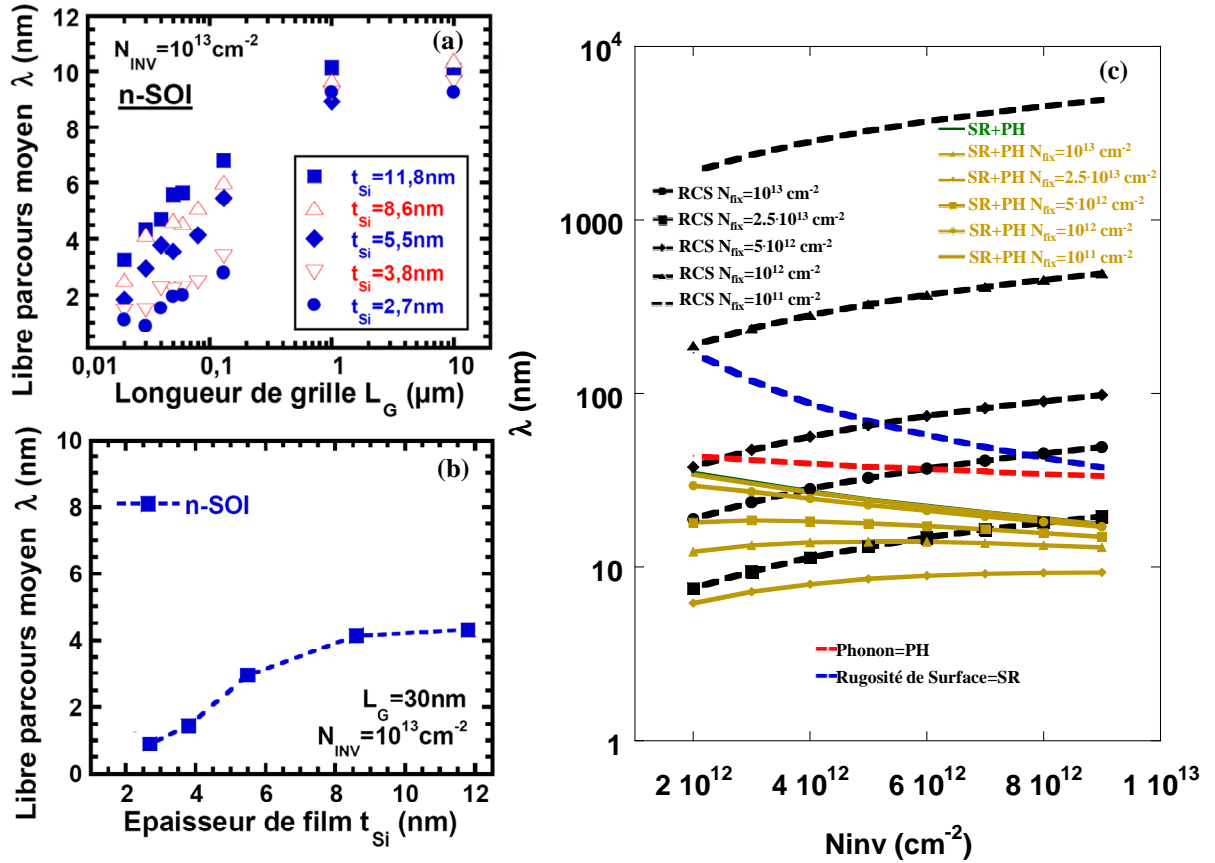 (a)
N_INV=10^13cm^-2
n-SOI
t_Si=11,8nm
t_Si=8,6nm
t_Si=5,5nm
t_Si=3,8nm
t_Si=2,7nm
12
10
8
6
4
2
0,01 0,1 1 10
Libre parcours moyen λ (nm)
Longueur de grille L_G (µm)
(b)
n-SOI
L_G=30nm
N_INV=10^13cm^-2
10
8
6
4
2
0
2 4 6 8 10 12
Libre parcours moyen λ (nm)
Epaisseur de film t_Si (nm)
(c)
SR+PH
SR+PH N_fix=10^13 cm^-2
SR+PH N_fix=2.5·10^13 cm^-2
SR+PH N_fix=5·10^12 cm^-2
SR+PH N_fix=10^12 cm^-2
SR+PH N_fix=10^11 cm^-2
RCS N_fix=10^13 cm^-2
RCS N_fix=2.5·10^13 cm^-2
RCS N_fix=5·10^12 cm^-2
RCS N_fix=10^12 cm^-2
RCS N_fix=10^11 cm^-2
Phonon=PH
Rugosité de Surface=SR
10^4
1000
100
10
1
λ (nm)
2 10^12 4 10^12 6 10^12 8 10^12 1 10^13
Ninv (cm^-2)